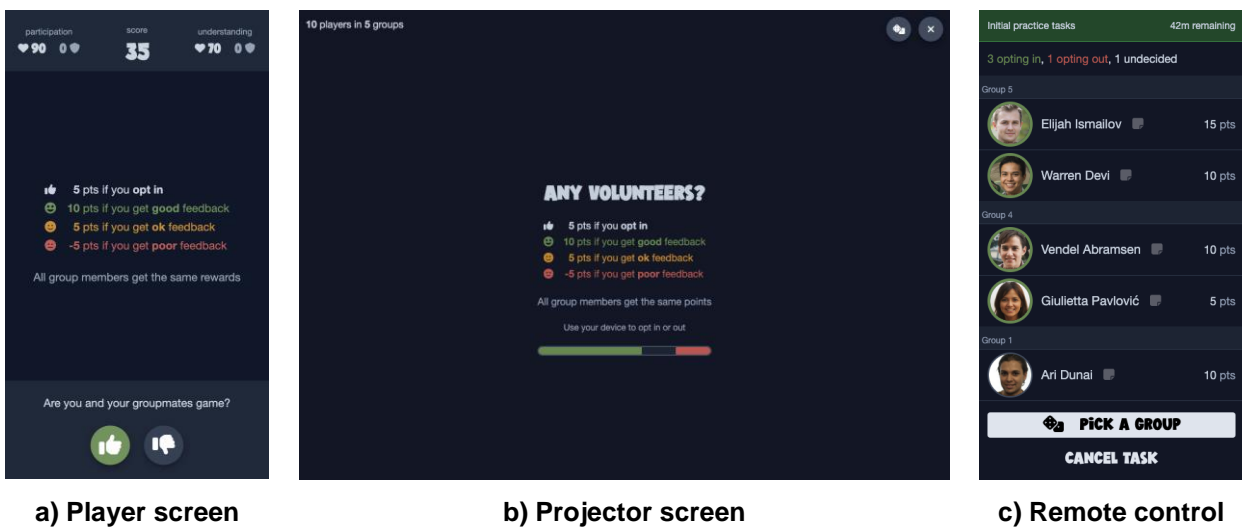 participation
90 0
score
35
understanding
70 0
5 pts if you opt in
10 pts if you get good feedback
5 pts if you get ok feedback
-5 pts if you get poor feedback
All group members get the same rewards
Are you and your groupmates game?
a) Player screen
10 players in 5 groups
ANY VOLUNTEERS?
5 pts if you opt in
10 pts if you get good feedback
5 pts if you get ok feedback
-5 pts if you get poor feedback
All group members get the same points
Use your device to opt in or out
b) Projector screen
Initial practice tasks 42m remaining
3 opting in, 1 opting out, 1 undecided
Group 5
Elijah Ismailov 15 pts
Warren Devi 10 pts
Group 4
Vendel Abramsen 10 pts
Giulietta Pavlović 5 pts
Group 1
Ari Dunai 10 pts
PiCK A GROUP
CANCEL TASK
c) Remote control